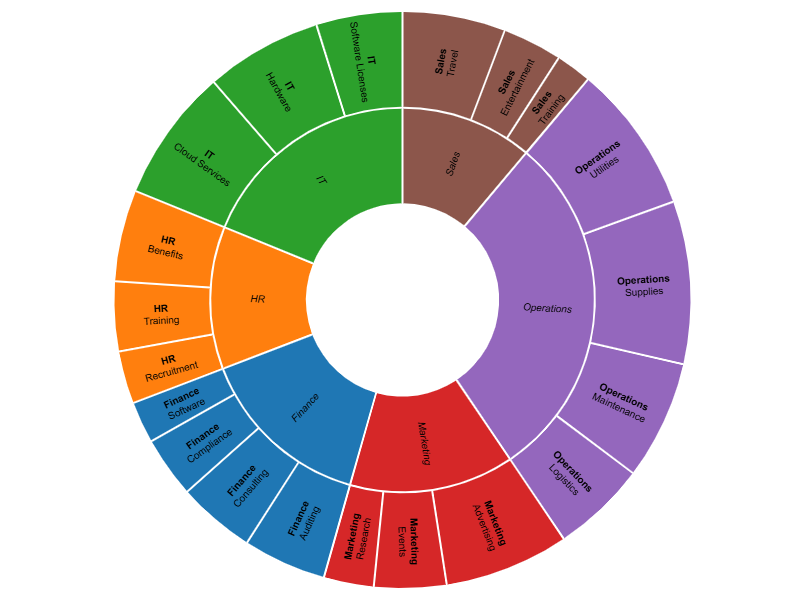 Sales
Travel
Sales
Entertainment
Sales
Training
Operations
Utilities
Operations
Supplies
Operations
Maintenance
Operations
Logistics
Marketing
Advertising
Marketing
Events
Marketing
Research
Finance
Auditing
Finance
Consulting
Finance
Compliance
Finance
Software
HR
Recruitment
HR
Training
HR
Benefits
IT
Cloud Services
IT
Hardware
IT
Software Licenses
Sales
Operations
Marketing
Finance
HR
IT